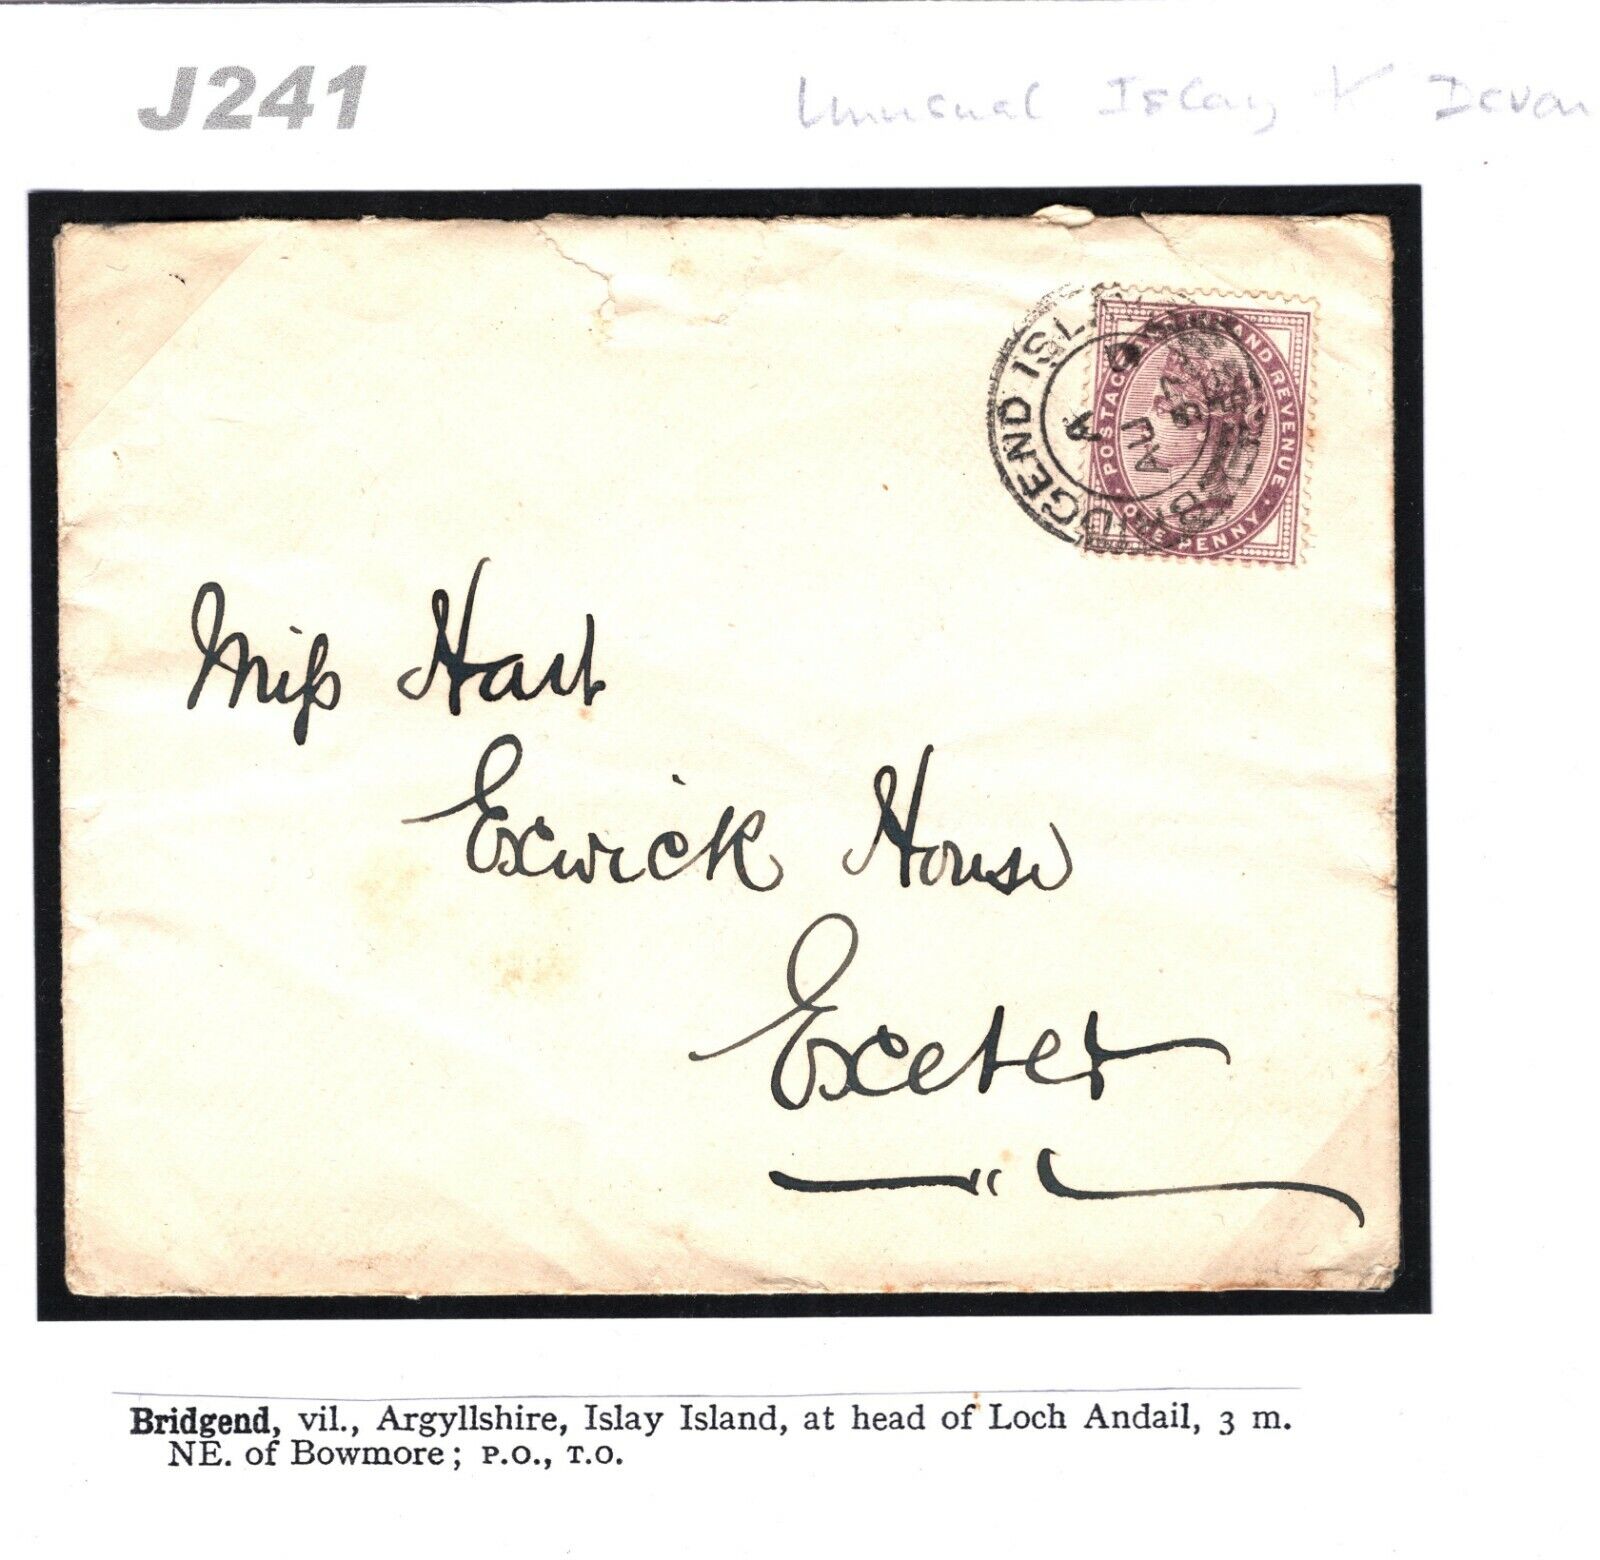 J241
Unusual Islay to Devon
BRIDGEND ISLAY
A
AU
97
POSTAGE AND REVENUE
ONE PENNY
Miss Hart
Exwick House
Exeter
Bridgend, vil., Argyllshire, Islay Island, at head of Loch Andail, 3 m.
NE. of Bowmore; P.O., T.O.